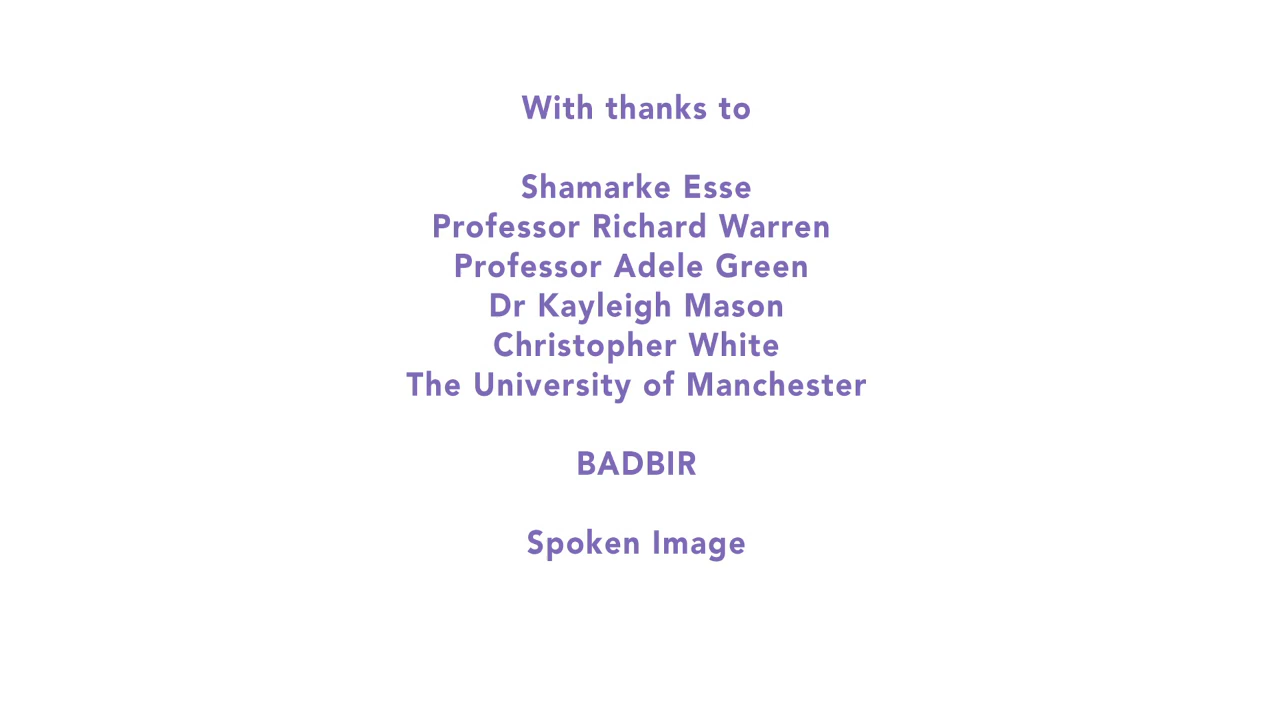 With thanks to
Shamarke Esse
Professor Richard Warren
Professor Adele Green
Dr Kayleigh Mason
Christopher White
The University of Manchester
BADBIR
Spoken Image